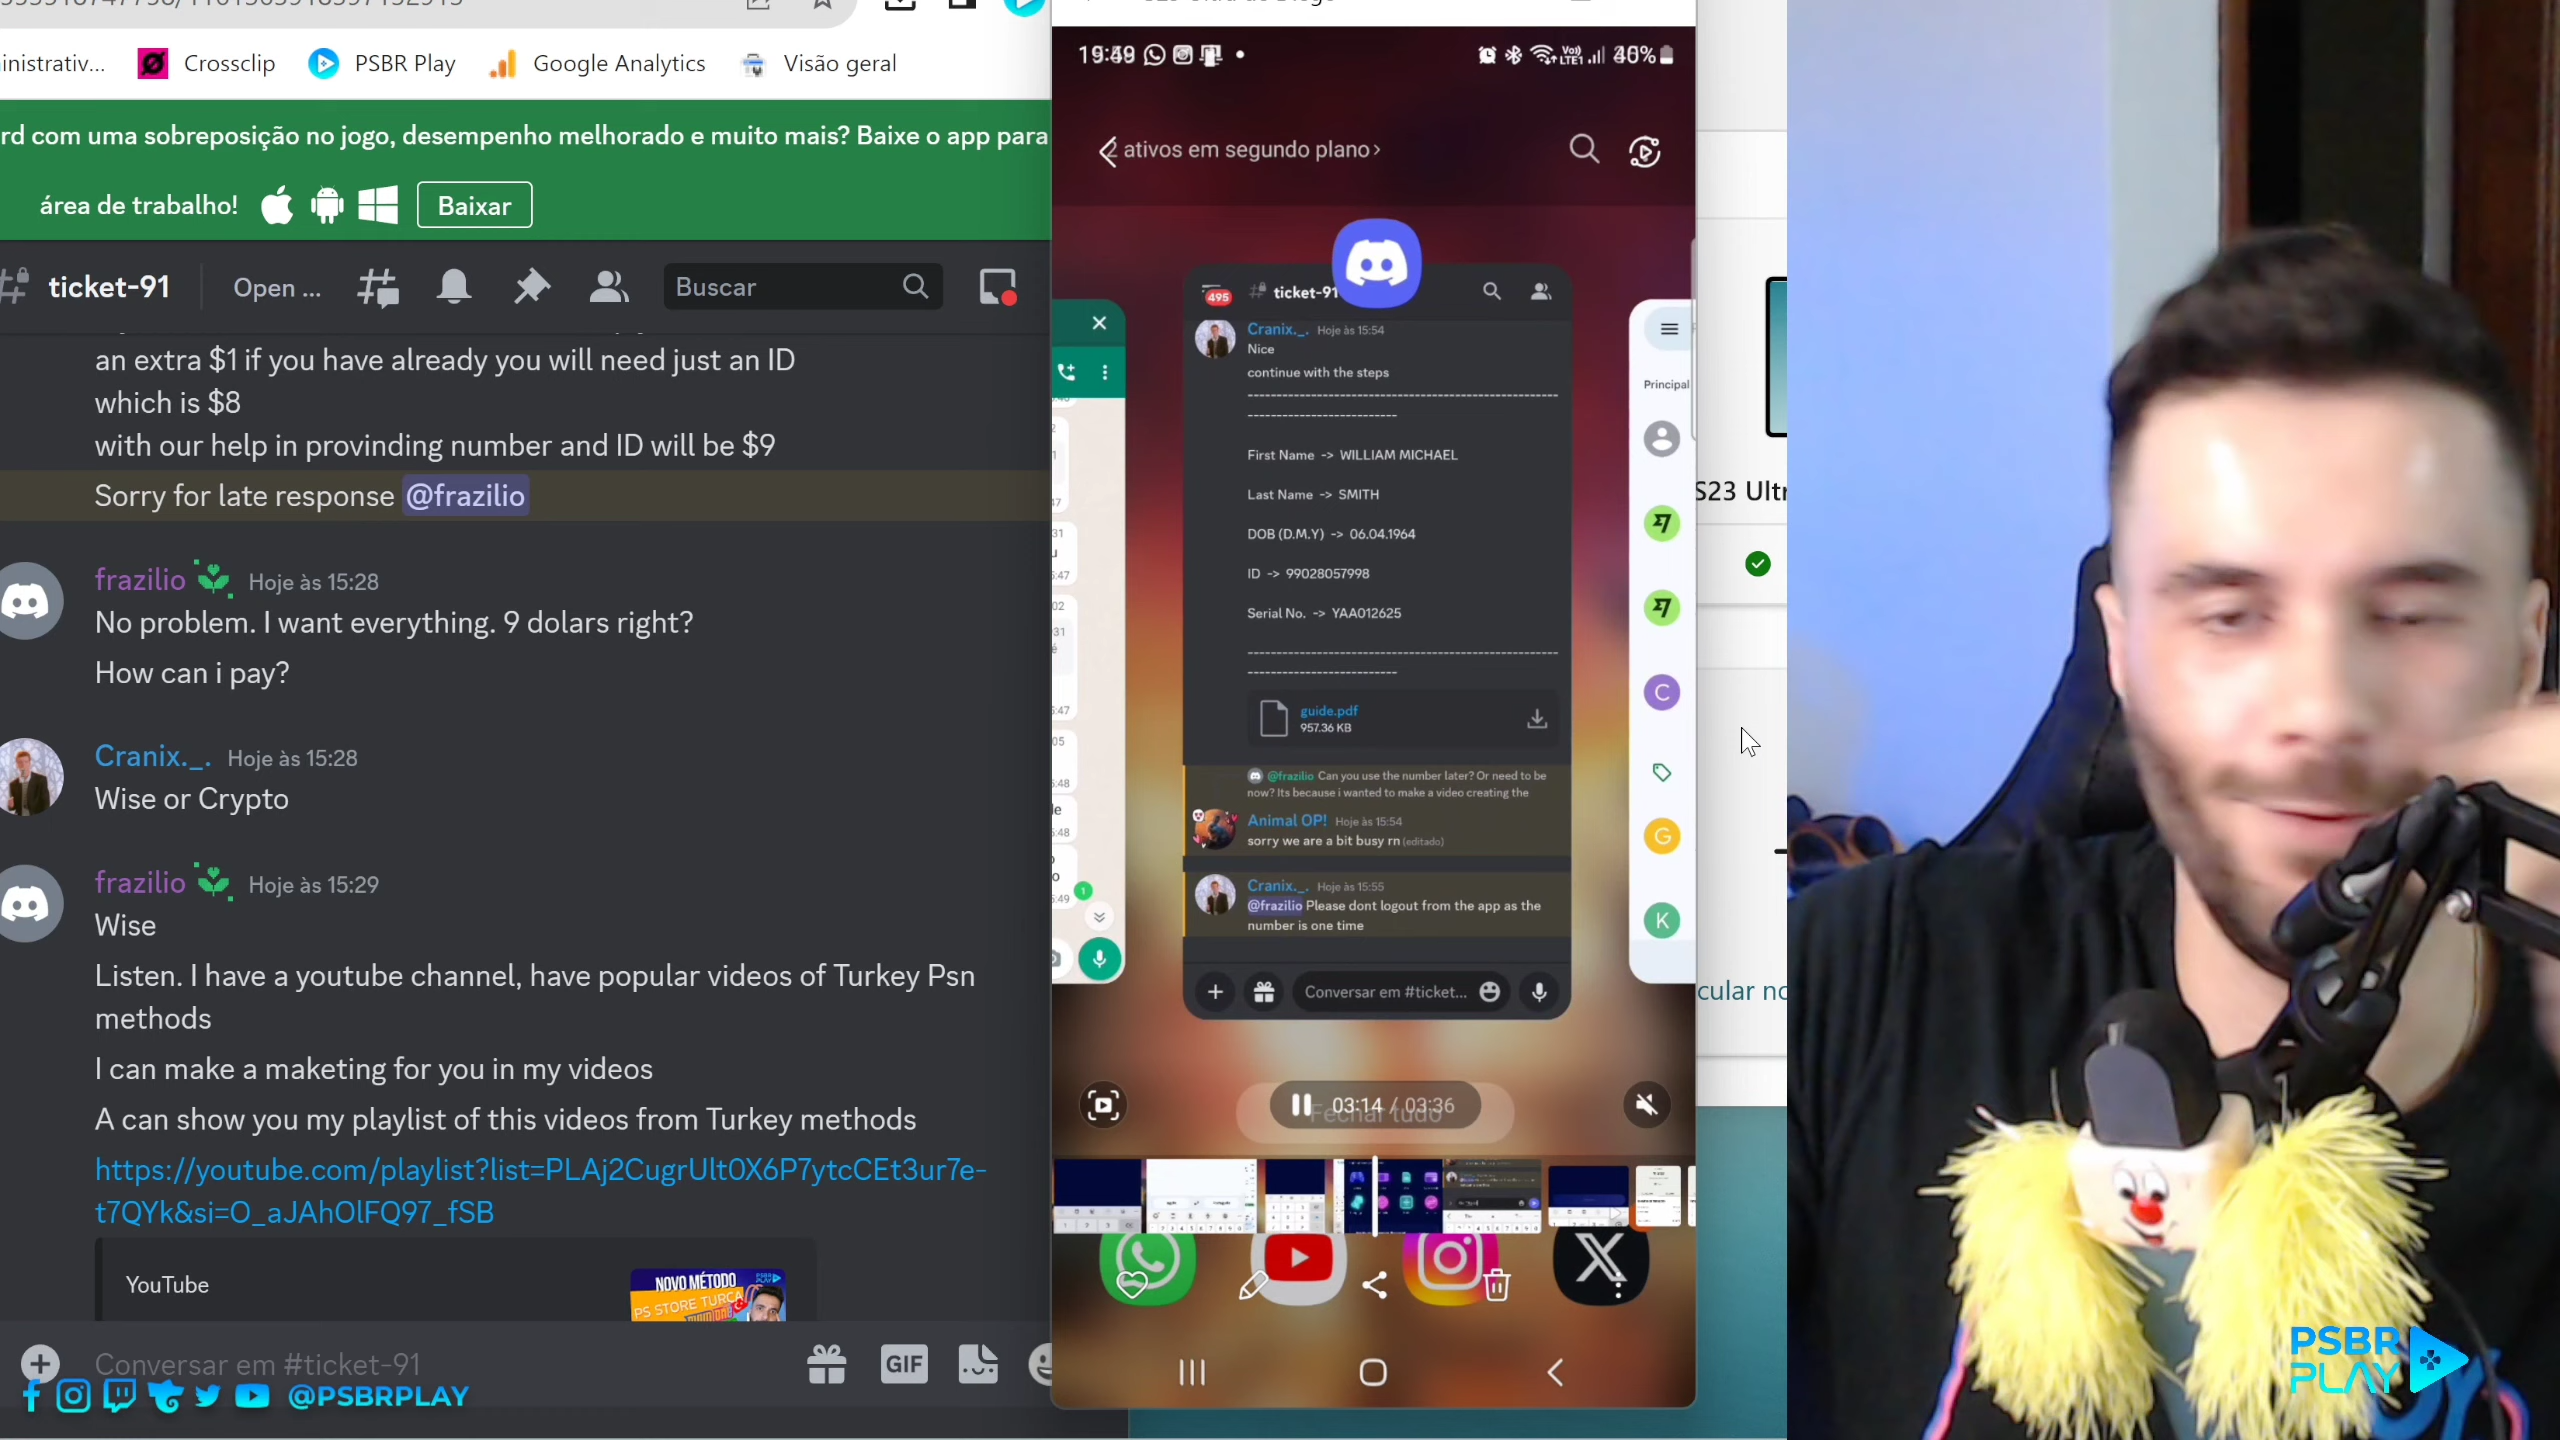 Crossclip
PSBR Play
Google Analytics
Visão geral
rd com uma sobreposição no jogo, desempenho melhorado e muito mais? Baixe o app para
área de trabalho!
Baixar
ticket-91
Open ...
Buscar
an extra $1 if you have already you will need just an ID
which is $8
with our help in provinding number and ID will be $9
Sorry for late response @frazilio
frazilio Hoje às 15:28
No problem. I want everything. 9 dolars right?
How can i pay?
Cranix._. Hoje às 15:28
Wise or Crypto
frazilio Hoje às 15:29
Wise
Listen. I have a youtube channel, have popular videos of Turkey Psn
methods
I can make a maketing for you in my videos
A can show you my playlist of this videos from Turkey methods
https://youtube.com/playlist?list=PLAj2CugrUlt0X6P7ytcCEt3ur7e-
t7QYk&si=O_aJAhOlFQ97_fSB
YouTube
NOVO MÉTODO
PS STORE TURCA
Conversar em #ticket-91
GIF
@PSBRPLAY
2 ativos em segundo plano
495
ticket-91
Cranix._. Hoje às 15:54
Nice
continue with the steps
First Name -> WILLIAM MICHAEL
Last Name -> SMITH
DOB (D.M.Y) -> 06.04.1964
ID -> 99028057998
Serial No. -> YAA012625
guide.pdf
957.36 KB
@frazilio Can you use the number later? Or need to be
now? Its because i wanted to make a video creating the
Animal OP! Hoje às 15:54
sorry we are a bit busy rn (editado)
Cranix._. Hoje às 15:55
@frazilio Please dont logout from the app as the
number is one time
Conversar em #ticket...
03:14 / 03:36
Fechar tudo
Principal
C
G
K
S23 Ultr
PSBR
PLAY